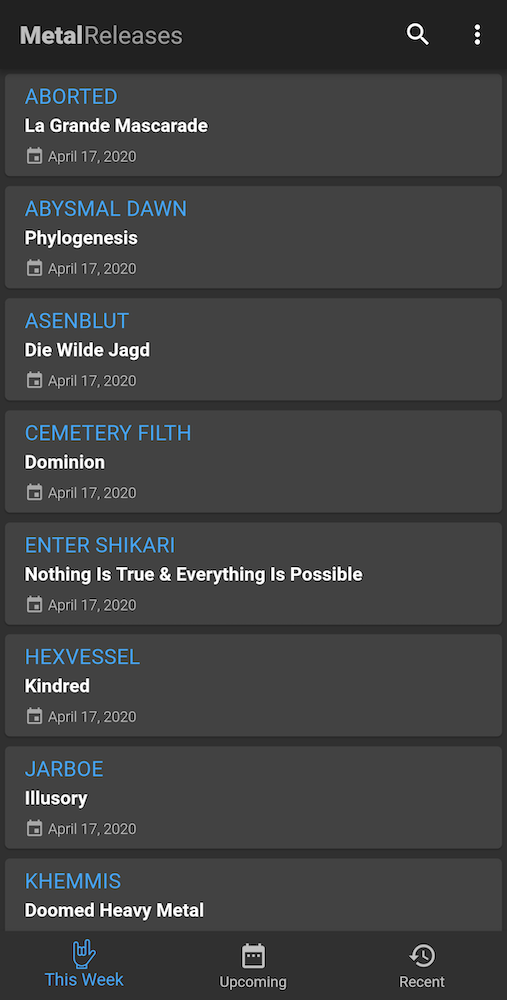 MetalReleases
ABORTED
La Grande Mascarade
April 17, 2020
ABYSMAL DAWN
Phylogenesis
April 17, 2020
ASENBLUT
Die Wilde Jagd
April 17, 2020
CEMETERY FILTH
Dominion
April 17, 2020
ENTER SHIKARI
Nothing Is True & Everything Is Possible
April 17, 2020
HEXVESSEL
Kindred
April 17, 2020
JARBOE
Illusory
April 17, 2020
KHEMMIS
Doomed Heavy Metal
This Week
Upcoming
Recent